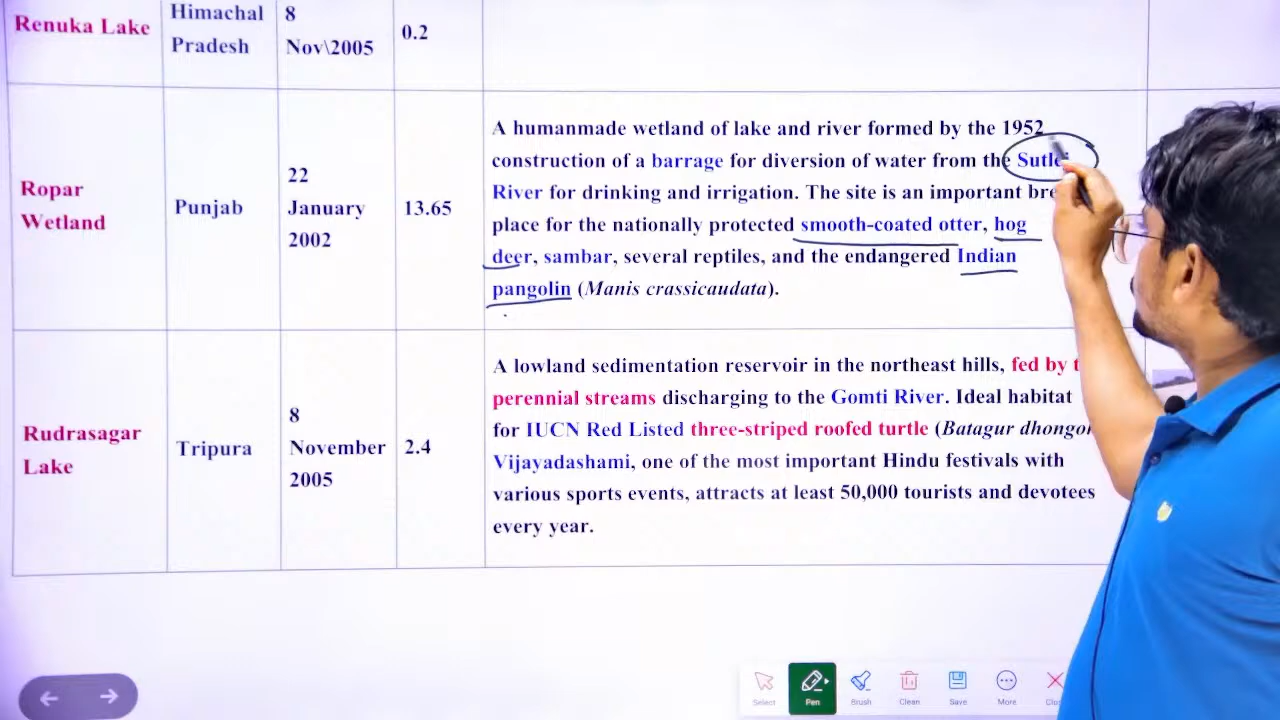 Renuka Lake
Himachal
Pradesh
8
Nov\2005
0.2
Ropar
Wetland
Punjab
22
January
2002
13.65
A humanmade wetland of lake and river formed by the 1952
construction of a barrage for diversion of water from the
River for drinking and irrigation. The site is an important
place for the nationally protected smooth-coated otter, hog
deer, sambar, several reptiles, and the endangered Indian
pangolin (Manis crassicaudata).
Rudrasagar
Lake
Tripura
8
November
2005
2.4
A lowland sedimentation reservoir in the northeast hills, fed by
perennial streams discharging to the Gomti River. Ideal habitat
for IUCN Red Listed three-striped roofed turtle (Batagur
Vijayadashami, one of the most important Hindu festivals with
various sports events, attracts at least 50,000 tourists and devotees
every year.
Select
Pen
Brush
Clean
Save
More